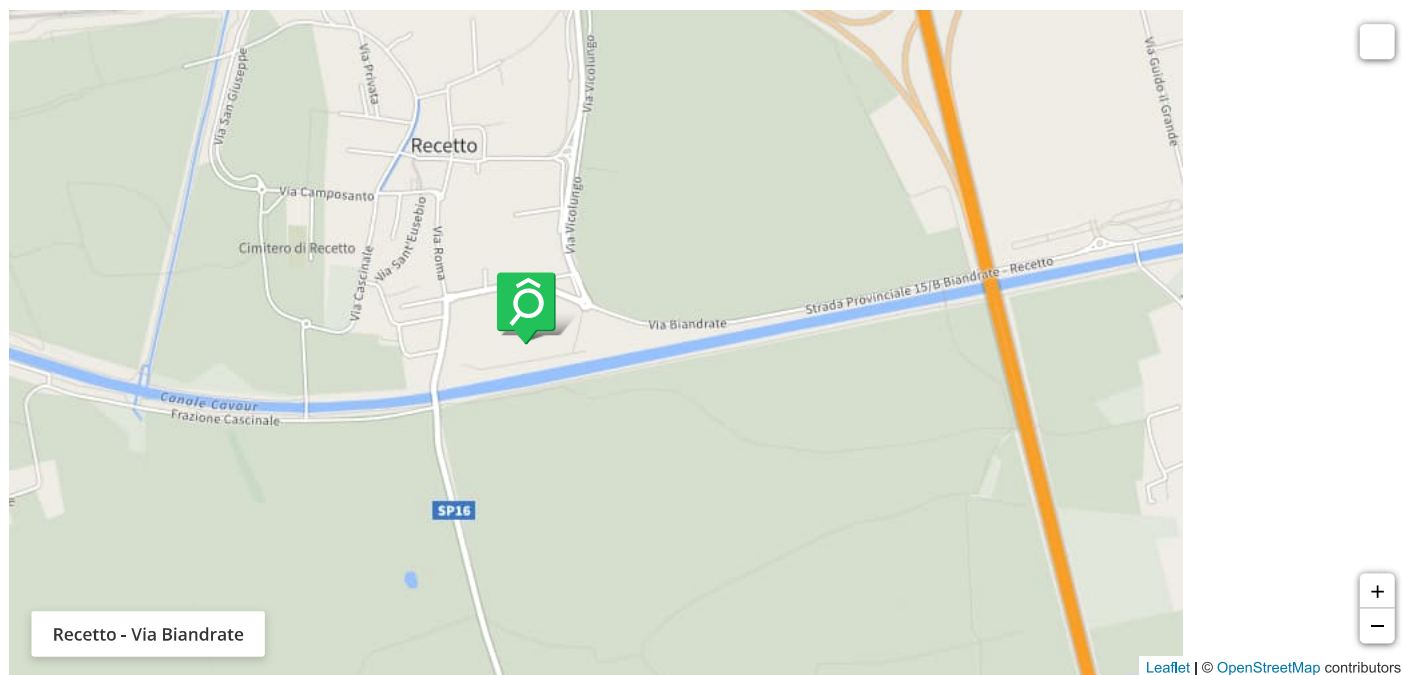 Via San Giuseppe
Via Privata
Via Vicolungo
Via Guido il Grande
Recetto
Via Camposanto
Via Sant'Eusebio
Via Vicolungo
Cimitero di Recetto
Via Roma
Via Cascinale
Strada Provinciale 15/B Biandrate - Recetto
Via Biandrate
Canale Cavour
Frazione Cascinale
e
SP16
+
Recetto - Via Biandrate
−
Leaflet | © OpenStreetMap contributors